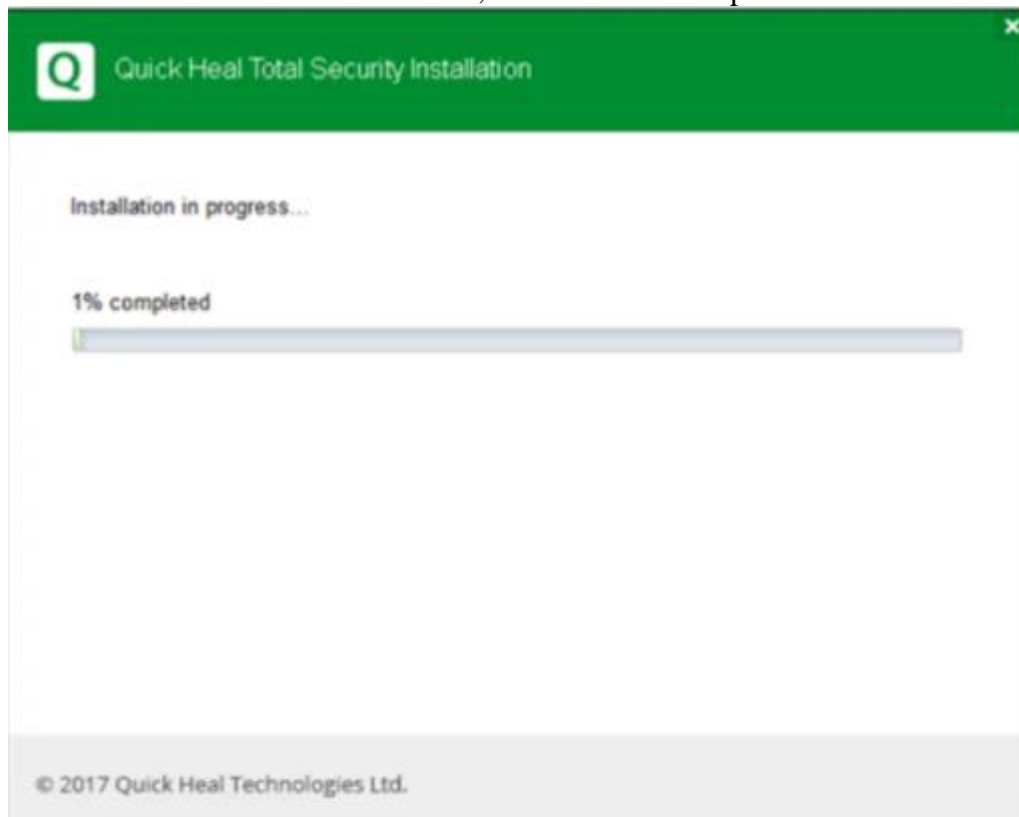 Q
Quick Heal Total Security Installation
Installation in progress...
1% completed
© 2017 Quick Heal Technologies Ltd.